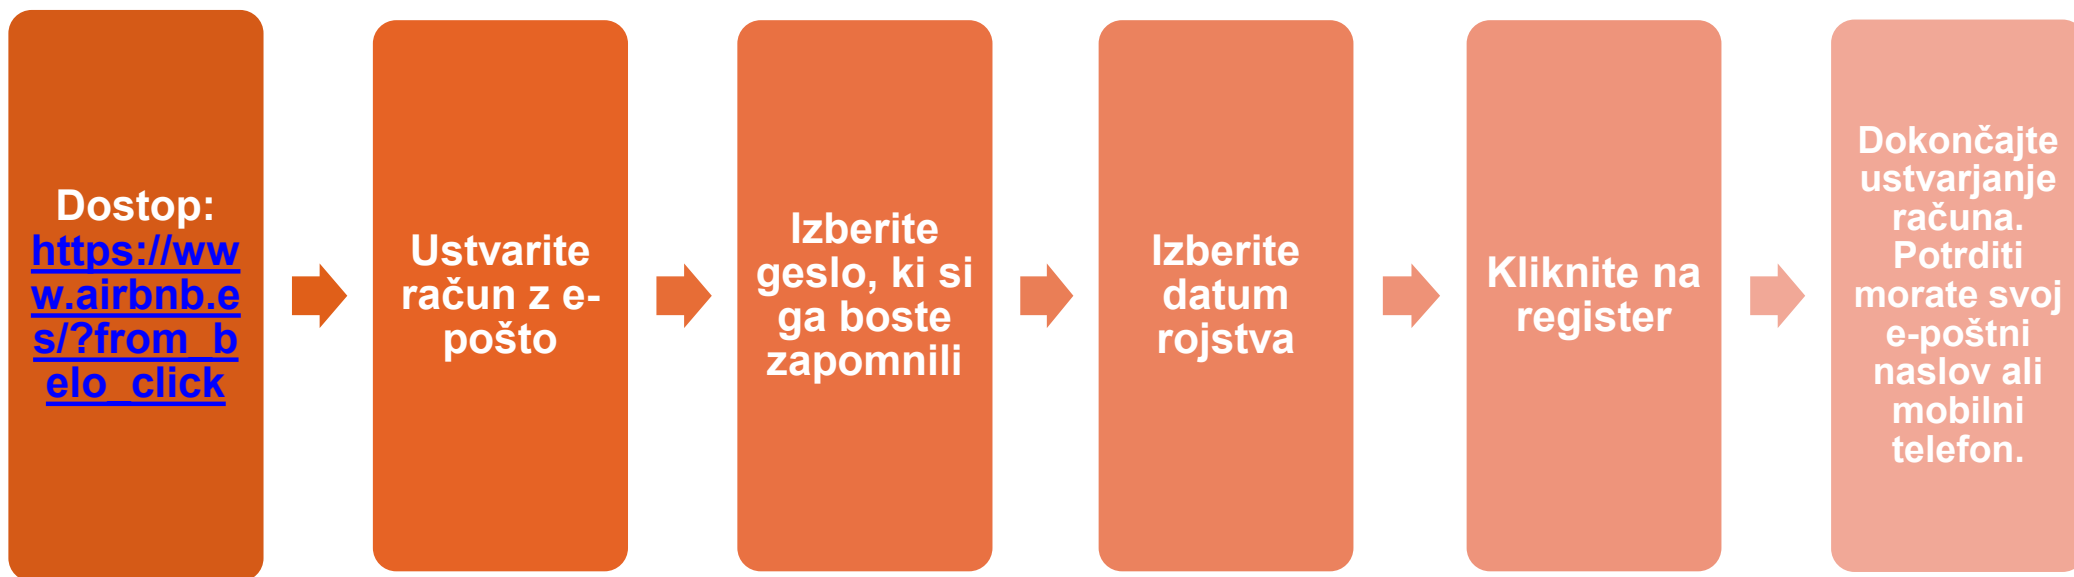 Dostop:
https://ww
w.airbnb.e
s/?from_b
elo_click
Ustvarite
račun z e-
pošto
Izberite
geslo, ki si
ga boste
zapomnili
Izberite
datum
rojstva
Kliknite na
register
Dokončajte
ustvarjanje
računa.
Potrditi
morate svoj
e-poštni
naslov ali
mobilni
telefon.